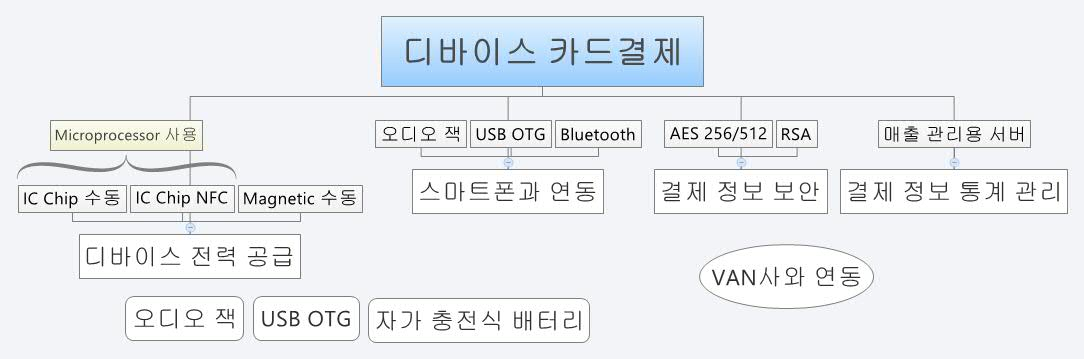 디바이스 카드결제
Microprocessor 사용
오디오 잭
USB OTG
Bluetooth
AES 256/512
RSA
매출 관리용 서버
IC Chip 수동
IC Chip NFC
Magnetic 수동
스마트폰과 연동
결제 정보 보안
결제 정보 통계 관리
디바이스 전력 공급
VAN사와 연동
오디오 잭
USB OTG
자가 충전식 배터리